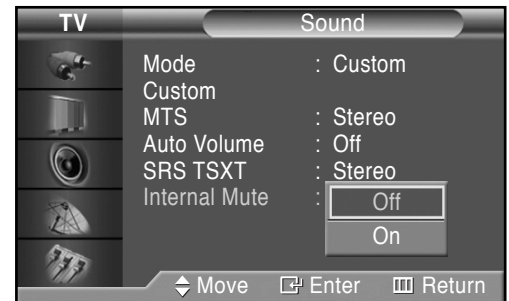 TV Sound
Mode : Custom
Custom
MTS : Stereo
Auto Volume : Off
SRS TSXT : Stereo
Internal Mute : Off
On
Move Enter Return